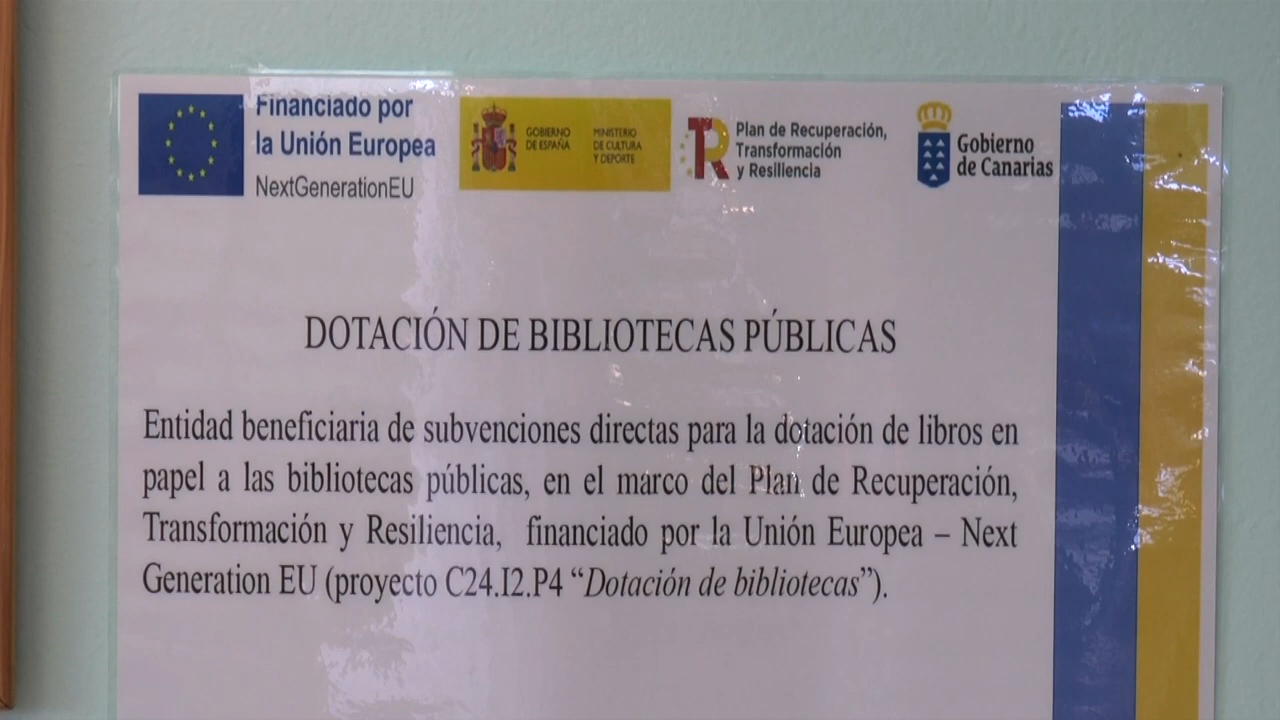 Financiado por
la Unión Europea
NextGenerationEU
GOBIERNO
DE ESPAÑA
MINISTERIO
DE CULTURA
Y DEPORTE
TR
Plan de Recuperación,
Transformación
y Resiliencia
Gobierno
de Canarias
DOTACIÓN DE BIBLIOTECAS PÚBLICAS
Entidad beneficiaria de subvenciones directas para la dotación de libros en
papel a las bibliotecas públicas, en el marco del Plan de Recuperación,
Transformación y Resiliencia, financiado por la Unión Europea – Next
Generation EU (proyecto C24.I2.P4 “Dotación de bibliotecas”).